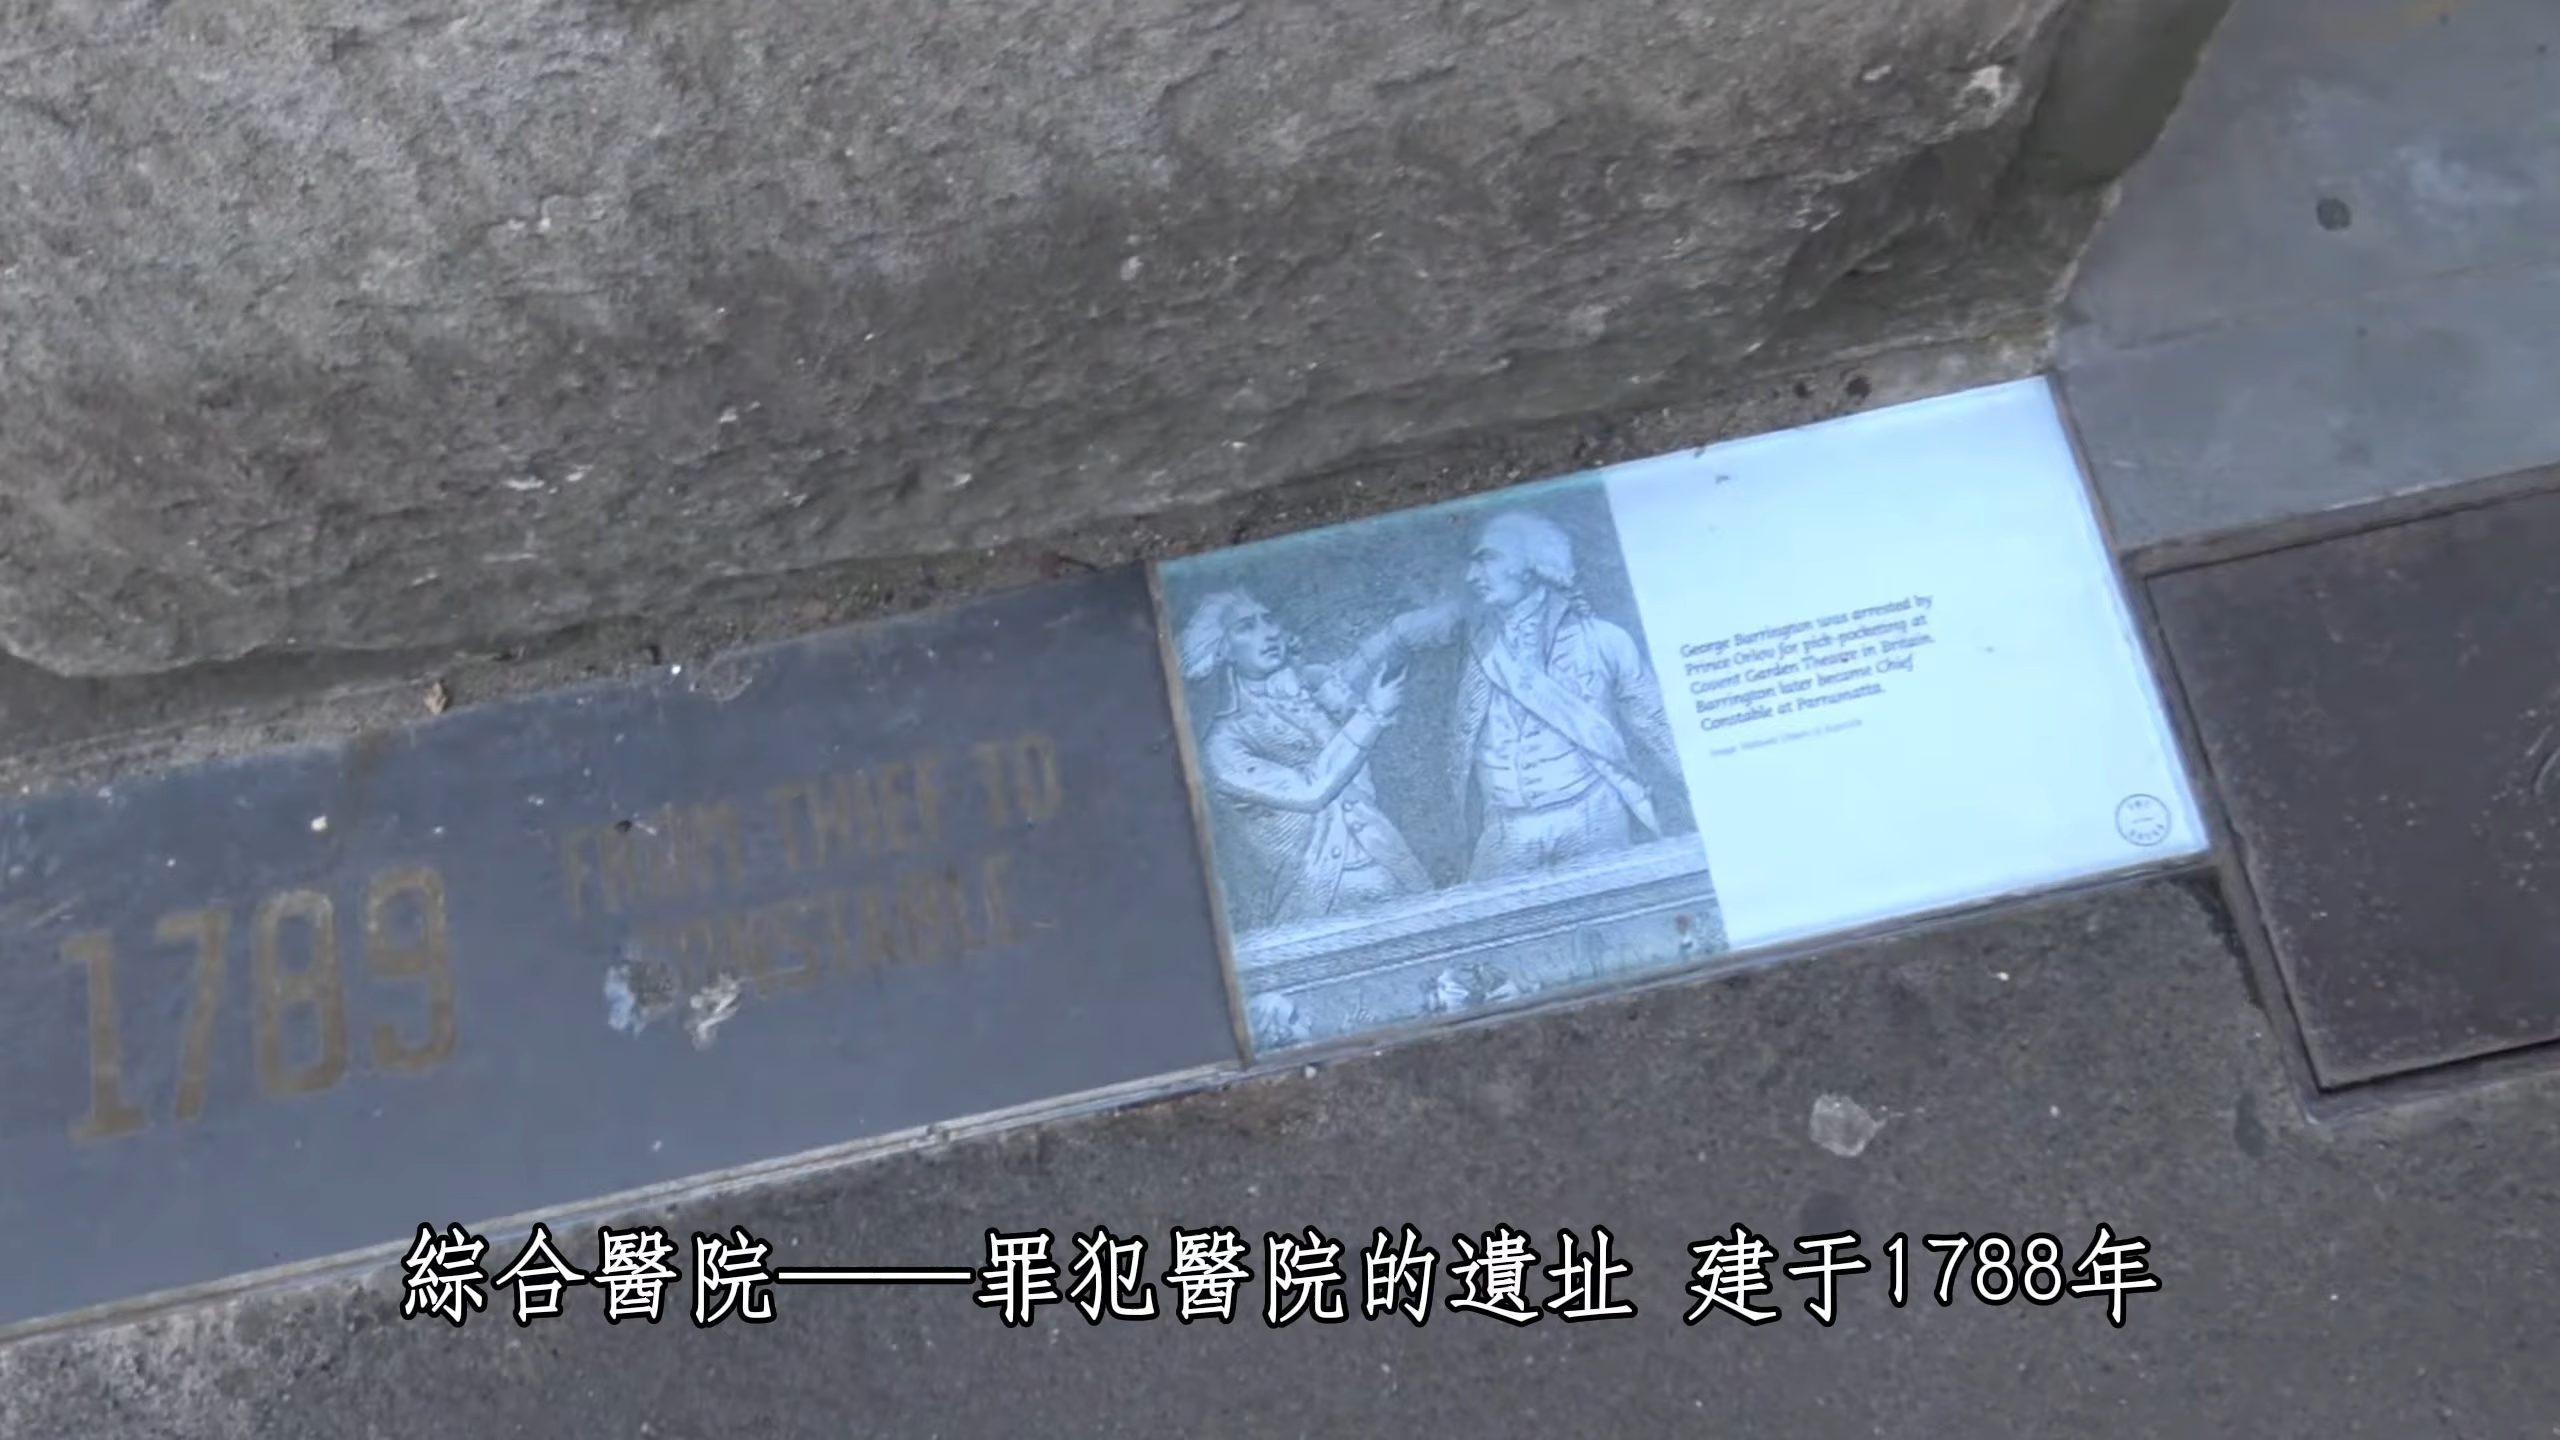 1789
FROM THIEF TO
CONSTABLE
George Barrington was arrested by
Prince Orlov for pick-pocketing at
Covent Garden Theatre in Britain.
Barrington later became Chief
Constable at Parramatta.
綜合醫院——罪犯醫院的遺址 建于1788年